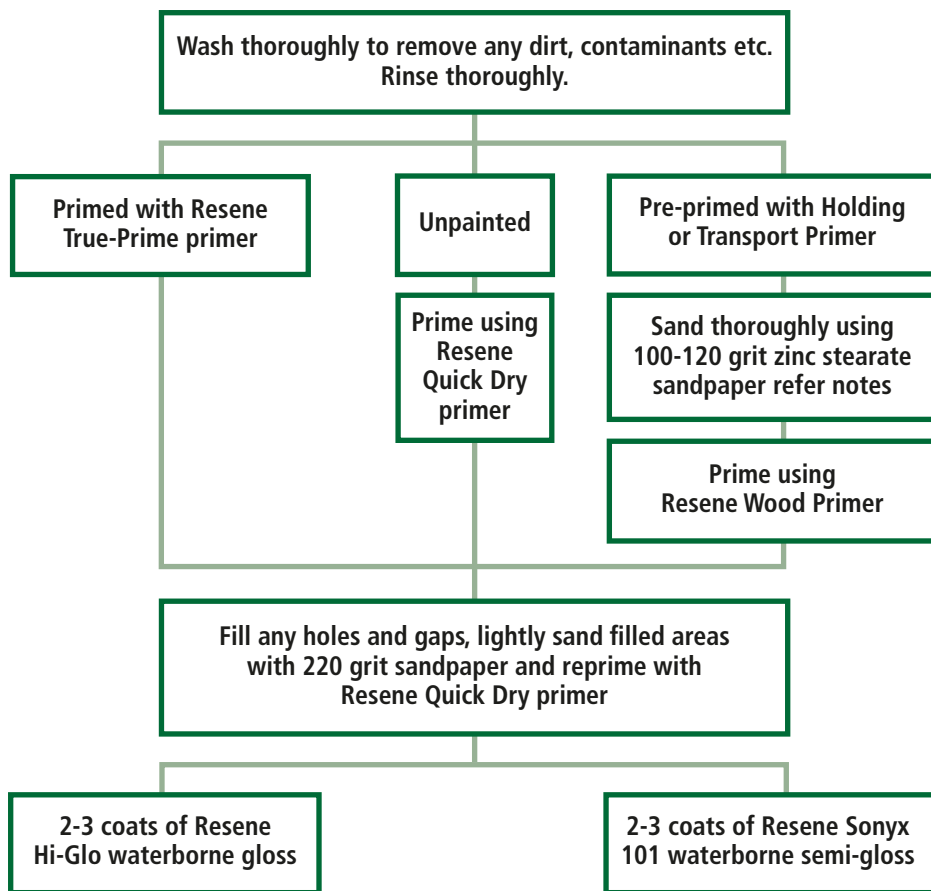 Wash thoroughly to remove any dirt, contaminants etc.
Rinse thoroughly.
Primed with Resene
True-Prime primer
Unpainted
Prime using
Resene
Quick Dry
primer
Pre-primed with Holding
or Transport Primer
Sand thoroughly using
100-120 grit zinc stearate
sandpaper refer notes
Prime using
Resene Wood Primer
Fill any holes and gaps, lightly sand filled areas
with 220 grit sandpaper and reprime with
Resene Quick Dry primer
2-3 coats of Resene
Hi-Glo waterborne gloss
2-3 coats of Resene Sonyx
101 waterborne semi-gloss